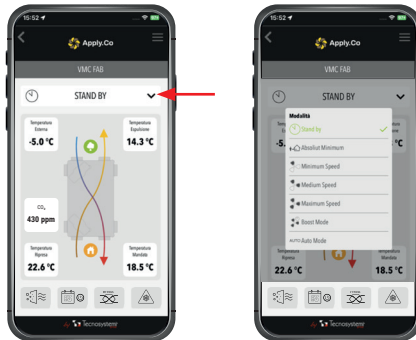 15:52
Apply.Co
VMC FAB
STAND BY
Temperatura
Esterna
-5.0 °C
Temperatura
Espulsione
14.3 °C
CO₂
430 ppm
Temperatura
Ripresa
22.6 °C
Temperatura
Mandata
18.5 °C
Tecnosystemi
15:52
Apply.Co
VMC FAB
STAND BY
Modalità
Stand by
Absolut Minimum
Minimum Speed
Medium Speed
Maximum Speed
Boost Mode
AUTO Auto Mode
22.6 °C
18.5 °C
Tecnosystemi